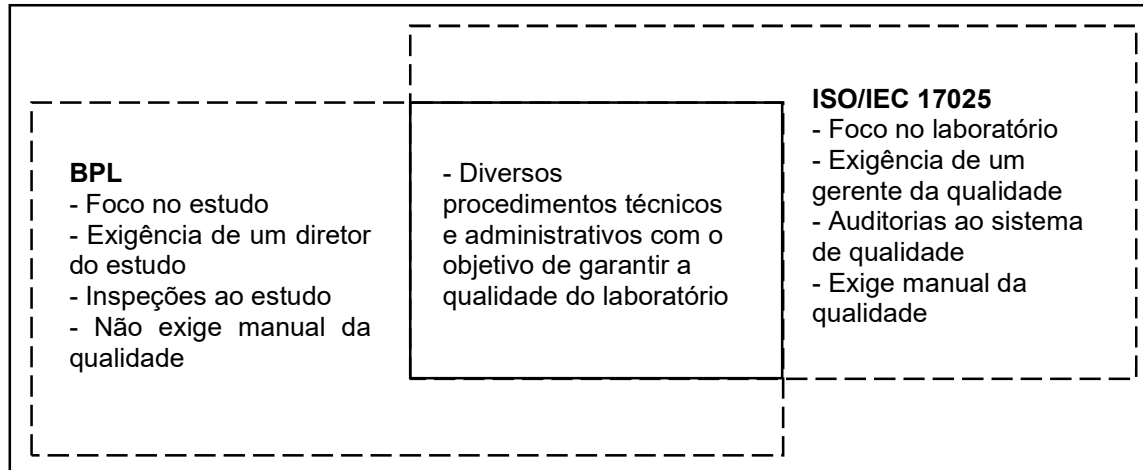 BPL
- Foco no estudo
- Exigência de um diretor
do estudo
- Inspeções ao estudo
- Não exige manual da
qualidade
- Diversos
procedimentos técnicos
e administrativos com o
objetivo de garantir a
qualidade do laboratório
ISO/IEC 17025
- Foco no laboratório
- Exigência de um
gerente da qualidade
- Auditorias ao sistema
de qualidade
- Exige manual da
qualidade